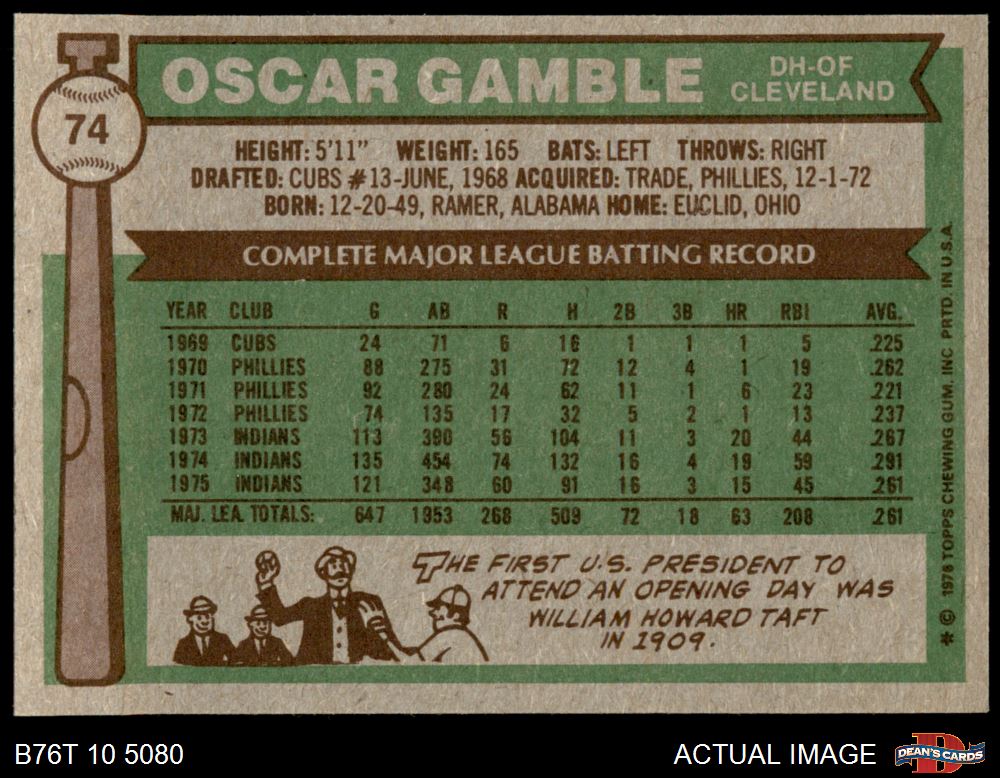 74
OSCAR GAMBLE
DH-OF
CLEVELAND
HEIGHT: 5'11" WEIGHT: 165 BATS: LEFT THROWS: RIGHT
DRAFTED: CUBS #13-JUNE, 1968 ACQUIRED: TRADE, PHILLIES, 12-1-72
BORN: 12-20-49, RAMER, ALABAMA HOME: EUCLID, OHIO
COMPLETE MAJOR LEAGUE BATTING RECORD
YEAR CLUB G AB R H 2B 3B HR RBI AVG.
1969 CUBS 24 71 6 16 1 1 1 5 .225
1970 PHILLIES 88 275 31 72 12 4 1 19 .262
1971 PHILLIES 92 280 24 62 11 1 6 23 .221
1972 PHILLIES 74 135 17 32 5 2 1 13 .237
1973 INDIANS 113 390 56 104 11 3 20 44 .267
1974 INDIANS 135 454 74 132 16 4 19 59 .291
1975 INDIANS 121 348 60 91 16 3 15 45 .261
MAJ. LEA. TOTALS: 647 1953 268 509 72 18 63 208 .261
THE FIRST U.S. PRESIDENT TO
ATTEND AN OPENING DAY WAS
WILLIAM HOWARD TAFT
IN 1909.
* © 1976 TOPPS CHEWING GUM, INC PRTD. IN U.S.A.
B76T 10 5080
ACTUAL IMAGE
D
DEAN'S CARDS